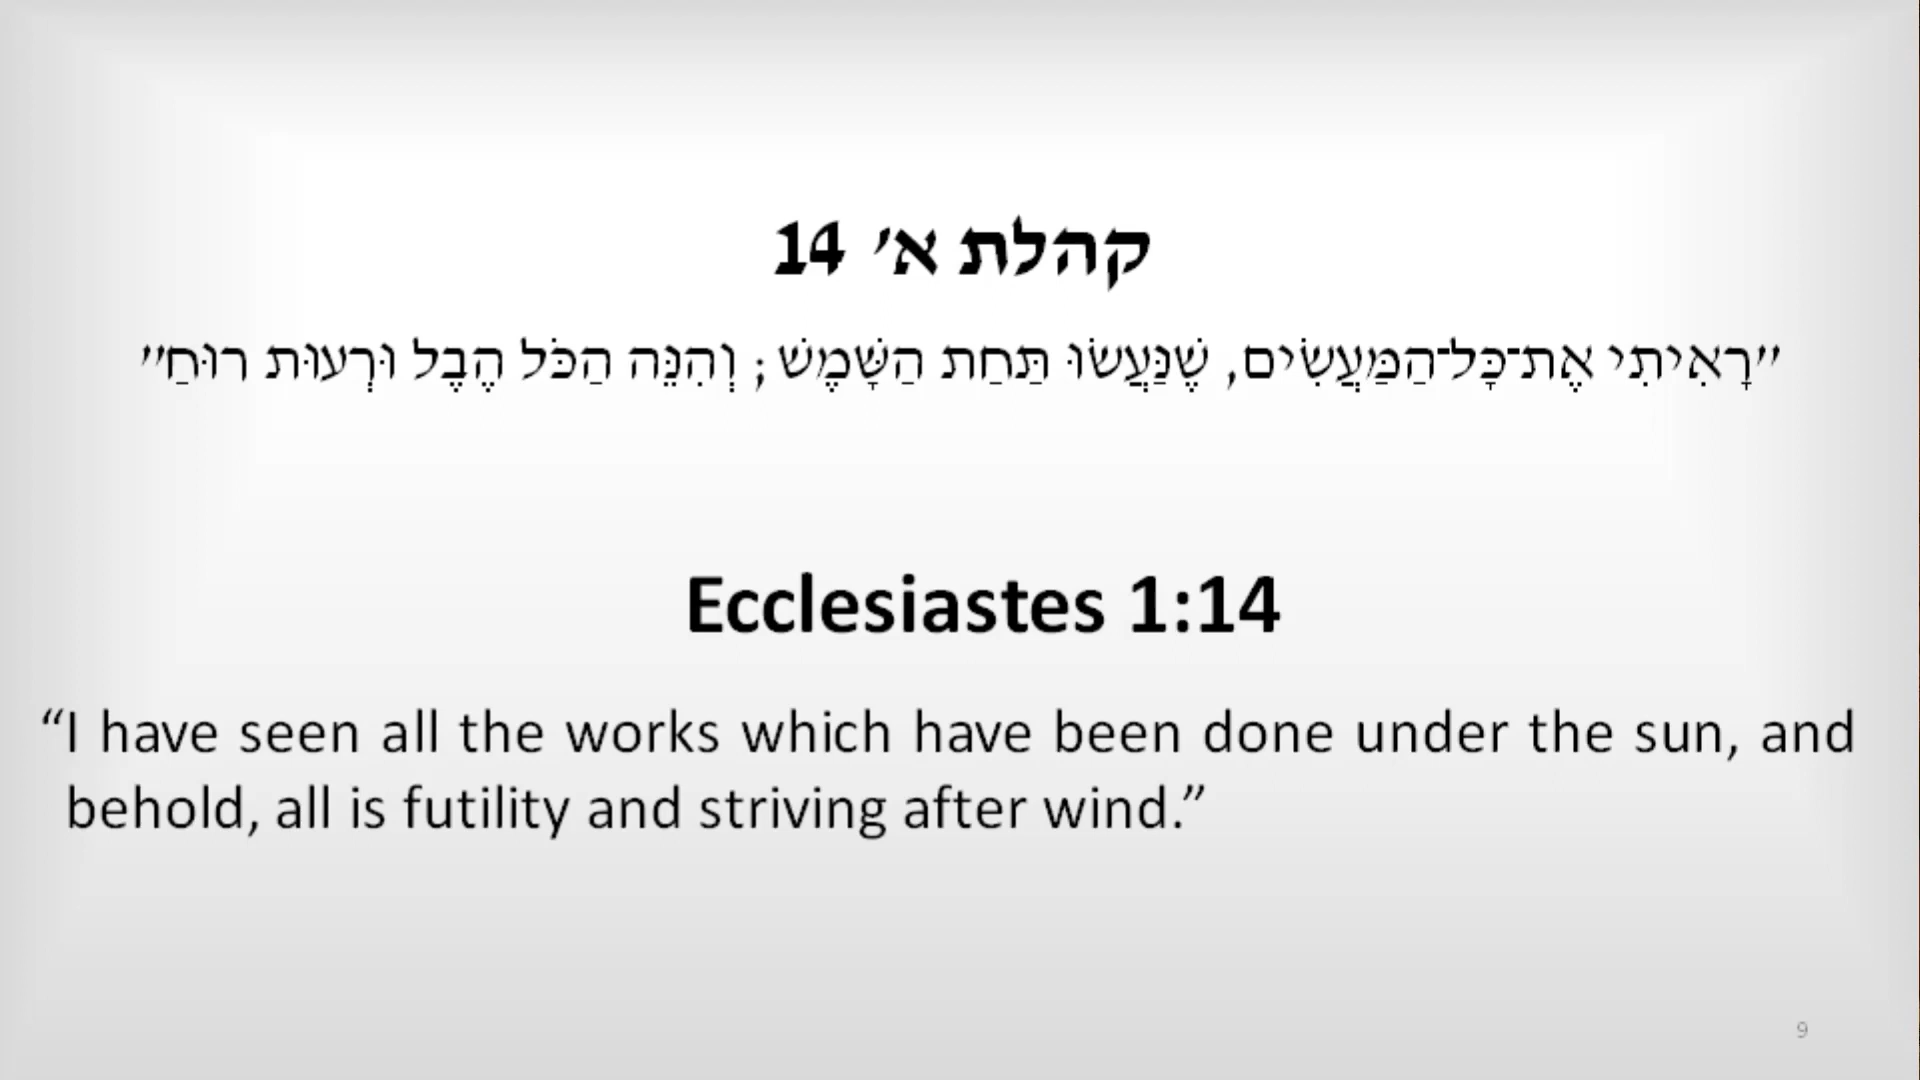 קהלת א׳ 14
״רָאִיתִי אֶת־כָּל־הַמַּעֲשִׂים, שֶׁנַּעֲשׂוּ תַּחַת הַשָּׁמֶשׁ; וְהִנֵּה הַכֹּל הֶבֶל וּרְעוּת רוּחַ״
Ecclesiastes 1:14
“I have seen all the works which have been done under the sun, and
behold, all is futility and striving after wind.”
9